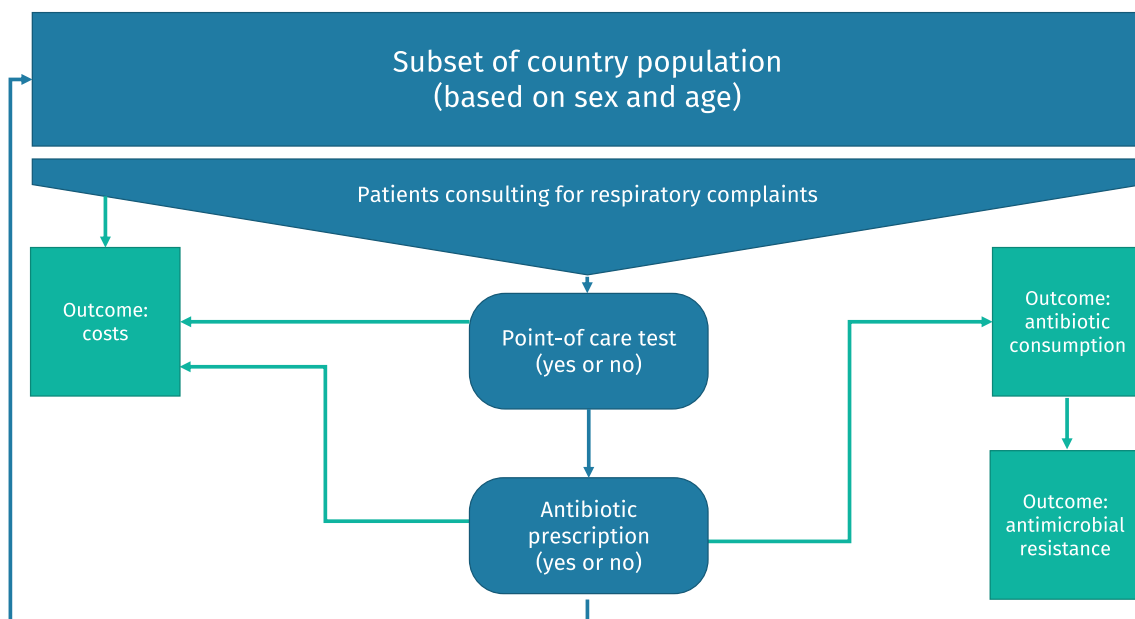 Subset of country population
(based on sex and age)
Patients consulting for respiratory complaints
Outcome:
costs
Point-of care test
(yes or no)
Outcome:
antibiotic
consumption
Antibiotic
prescription
(yes or no)
Outcome:
antimicrobial
resistance